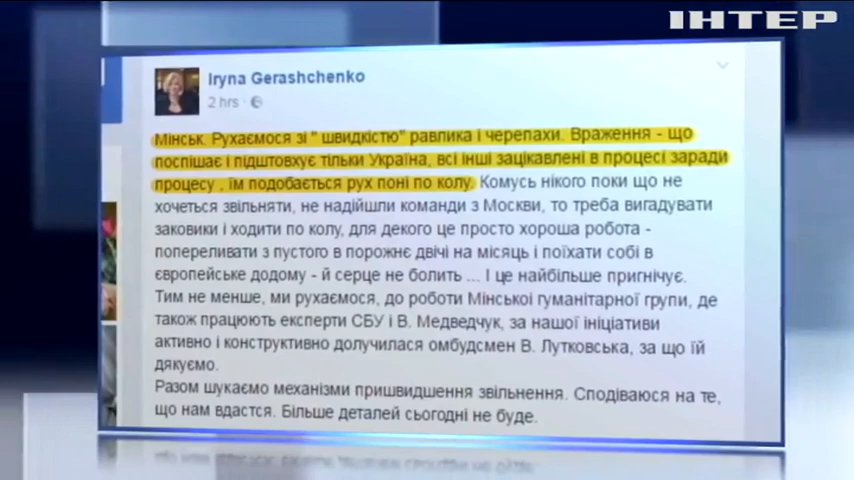 ІНТЕР
Iryna Gerashchenko
2 hrs ·
Мінськ. Рухаємося зі " швидкістю" равлика і черепахи. Враження - що
поспішає і підштовхує тільки Україна, всі інші зацікавлені в процесі заради
процесу , їм подобається рух поні по колу. Комусь нікого поки що не
хочеться звільняти, не надійшли команди з Москви, то треба вигадувати
заковики і ходити по колу, для декого це просто хороша робота -
попереливати з пустого в порожнє двічі на місяць і поїхати собі в
європейське додому - й серце не болить ... І це найбільше пригнічує.
Тим не менше, ми рухаємося, до роботи Мінської гуманітарної групи, де
також працюють експерти СБУ і В. Медведчук, за нашої ініціативи
активно і конструктивно долучилася омбудсмен В. Лутковська, за що їй
дякуємо.
Разом шукаємо механізми пришвидшення звільнення. Сподіваюся на те,
що нам вдасться. Більше деталей сьогодні не буде.